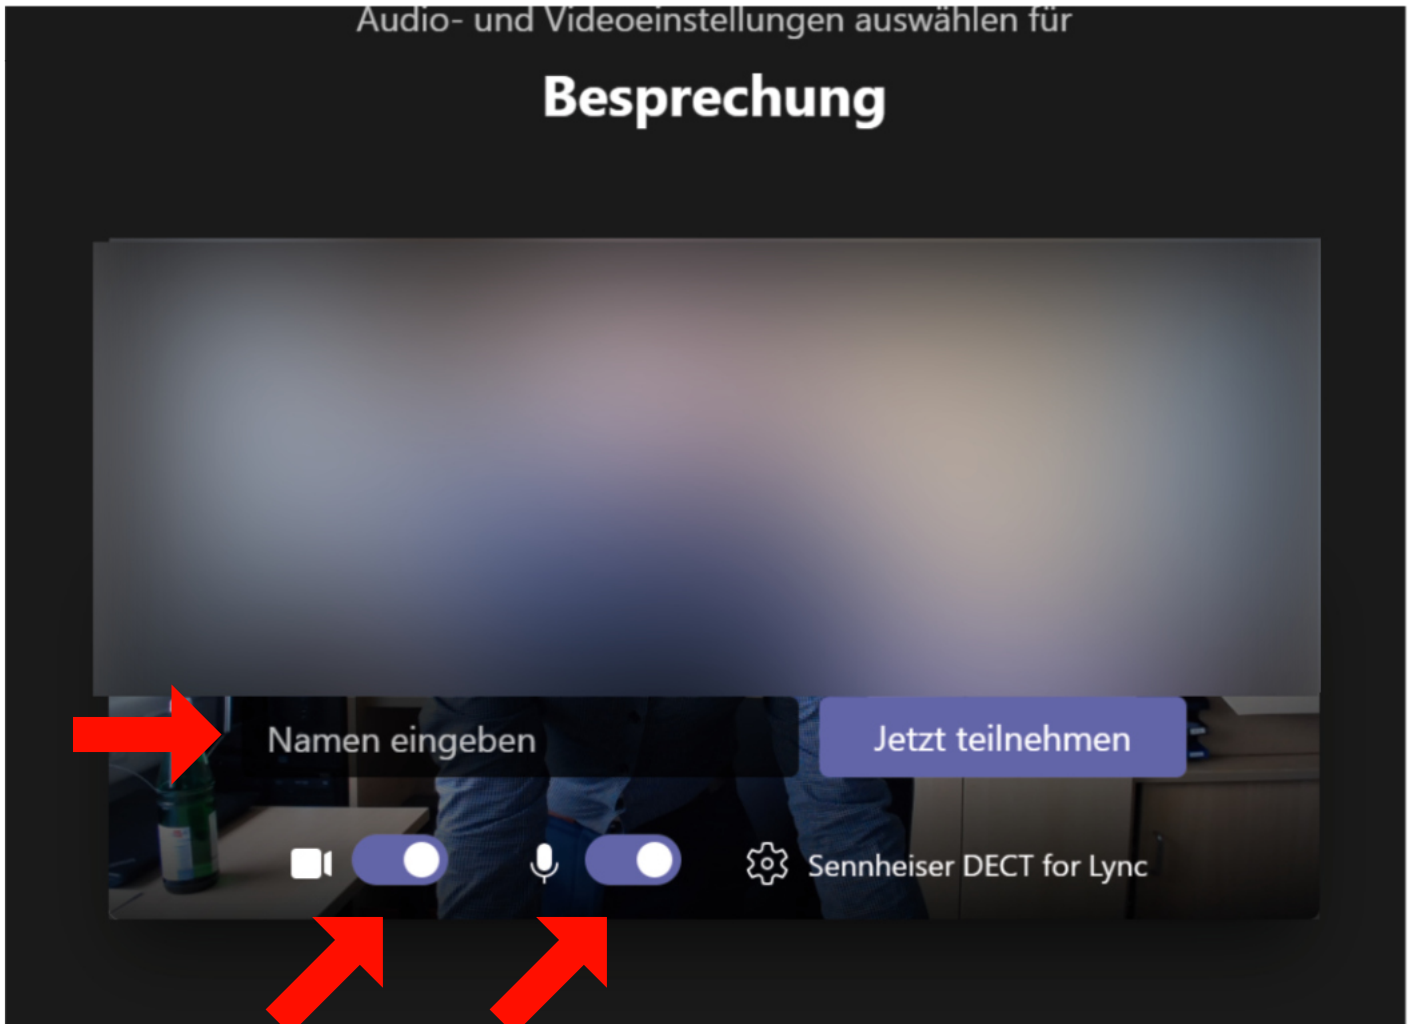 Audio- und Videoeinstellungen auswählen für
Besprechung
Namen eingeben
Jetzt teilnehmen
Sennheiser DECT for Lync